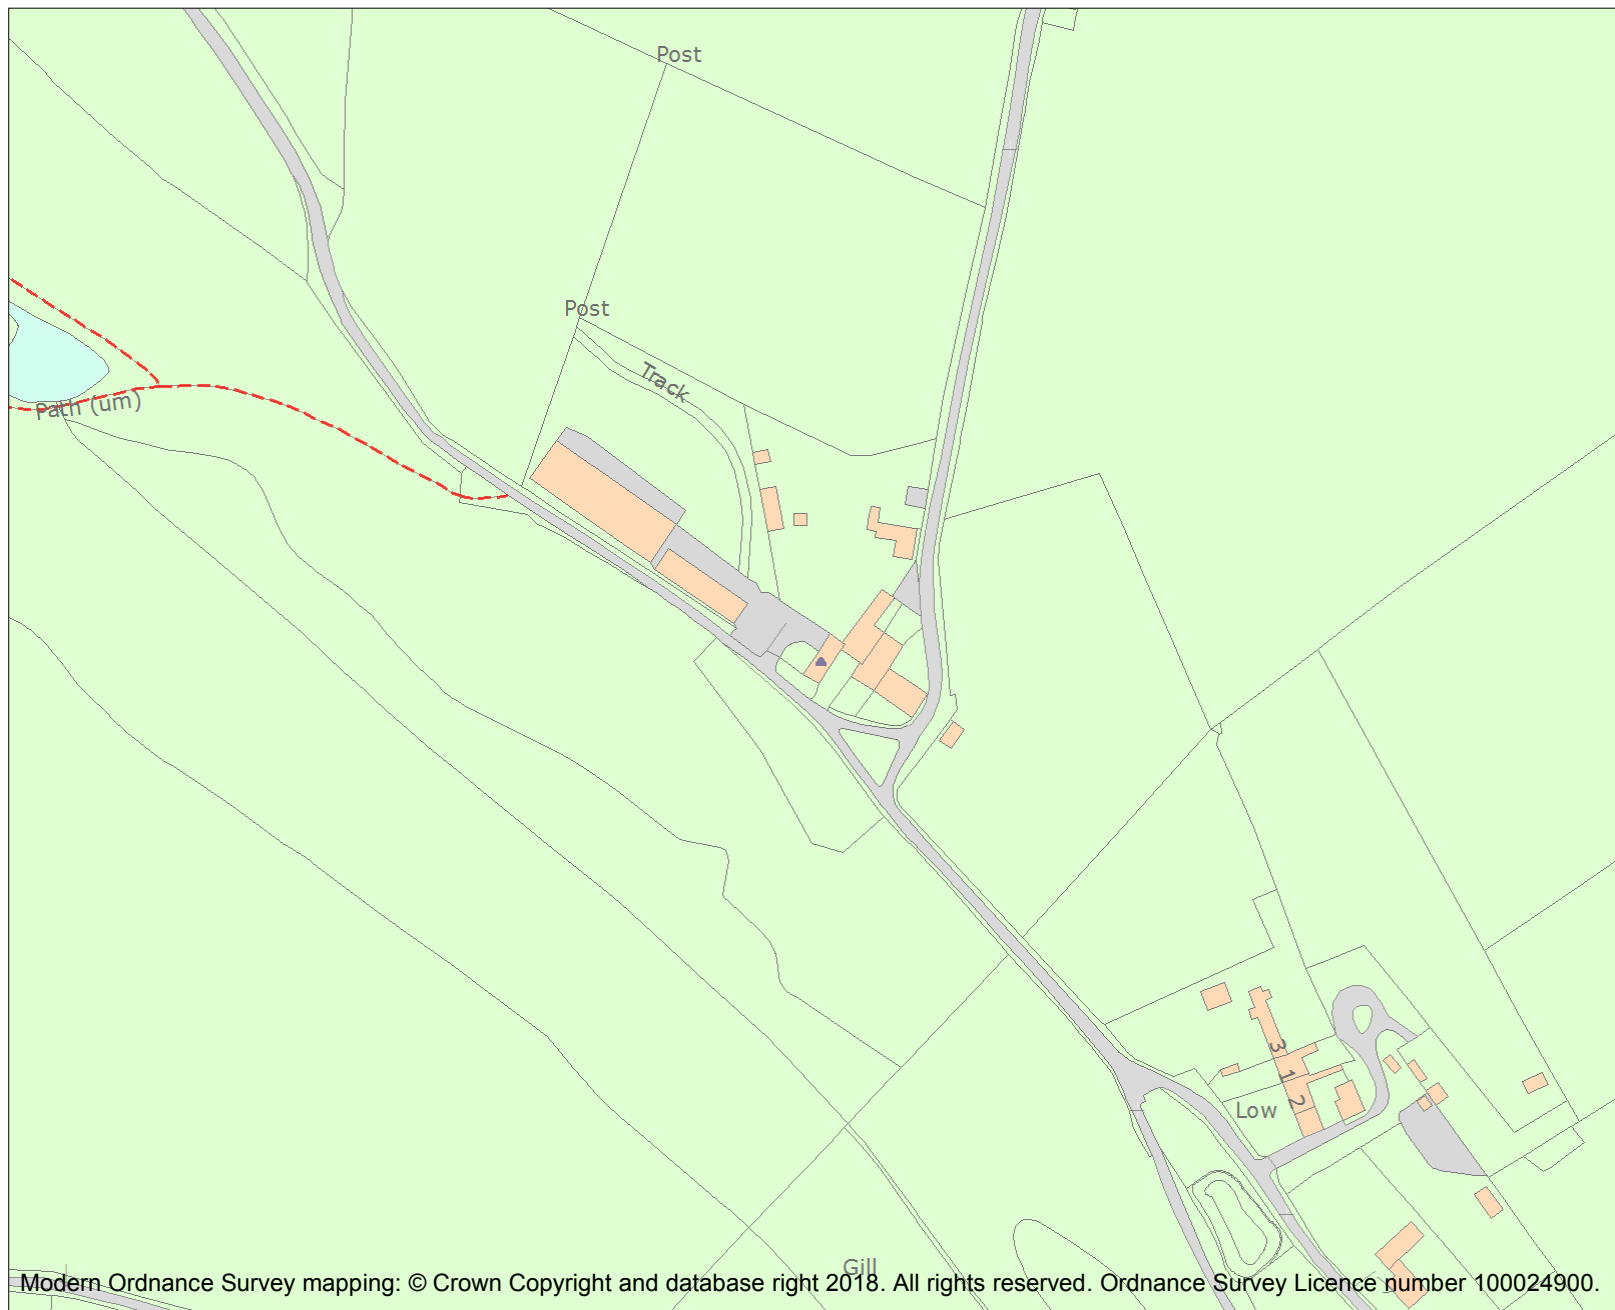 Post
Post
Track
Path (um)
3
1
2
Low
Gill
Modern Ordnance Survey mapping: © Crown Copyright and database right 2018. All rights reserved. Ordnance Survey Licence number 100024900.